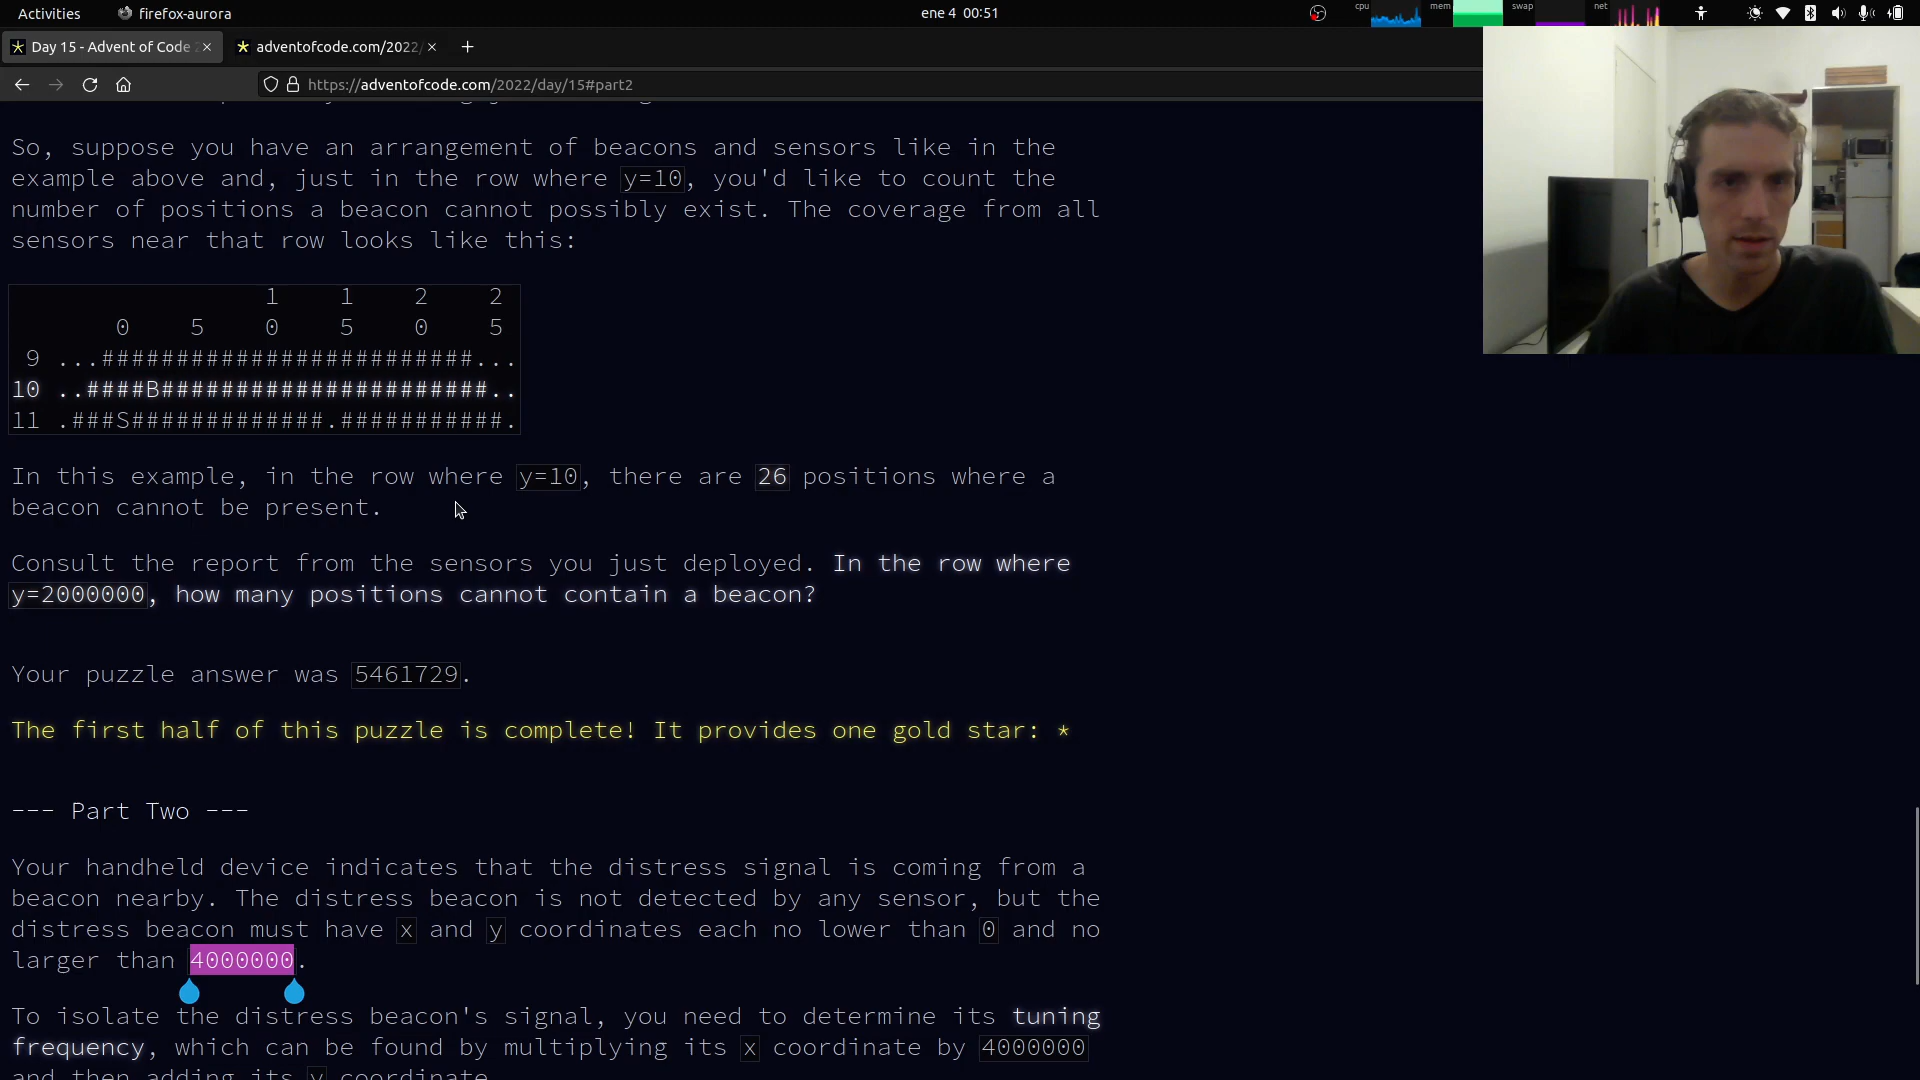 Activities
firefox-aurora
ene 4 00:51
cpu
mem
swap
net
Day 15 - Advent of Code 2
adventofcode.com/2022/
https://adventofcode.com/2022/day/15#part2
So, suppose you have an arrangement of beacons and sensors like in the
example above and, just in the row where y=10, you'd like to count the
number of positions a beacon cannot possibly exist. The coverage from all
sensors near that row looks like this:
1 1 2 2
0 5 0 5 0 5
9 ...#########################...
10 ..####B######################..
11 .###S#############.###########.
In this example, in the row where y=10, there are 26 positions where a
beacon cannot be present.
Consult the report from the sensors you just deployed. In the row where
y=2000000, how many positions cannot contain a beacon?
Your puzzle answer was 5461729.
The first half of this puzzle is complete! It provides one gold star: *
--- Part Two ---
Your handheld device indicates that the distress signal is coming from a
beacon nearby. The distress beacon is not detected by any sensor, but the
distress beacon must have x and y coordinates each no lower than 0 and no
larger than 4000000.
To isolate the distress beacon's signal, you need to determine its tuning
frequency, which can be found by multiplying its x coordinate by 4000000
and then adding its y coordinate